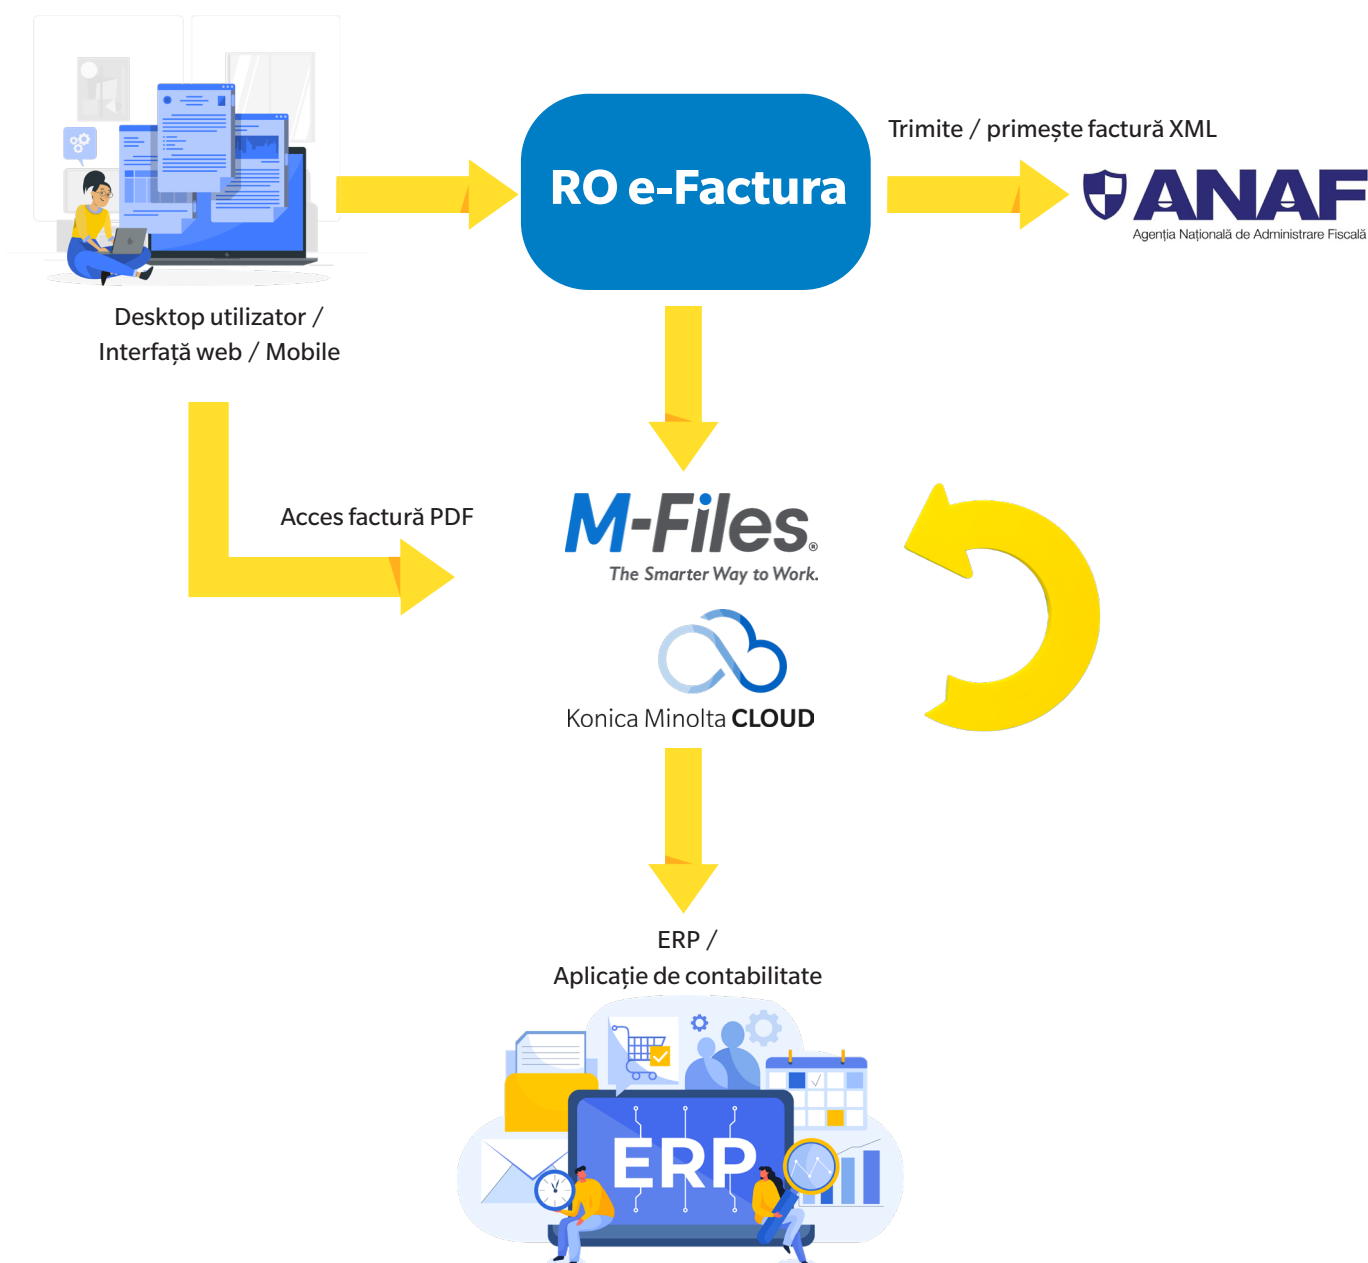 RO e-Factura
Trimite / primește factură XML
ANAF
Agenția Națională de Administrare Fiscală
Desktop utilizator /
Interfață web / Mobile
Acces factură PDF
M-Files®
The Smarter Way to Work.
Konica Minolta CLOUD
ERP /
Aplicație de contabilitate
ERP